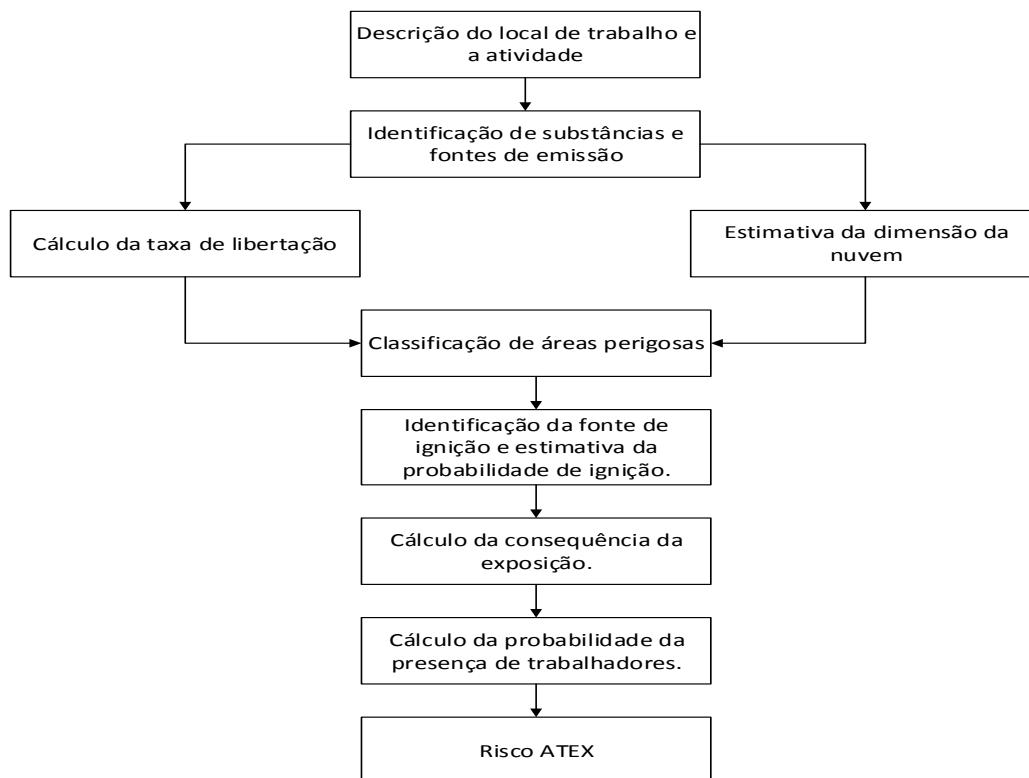 Descrição do local de trabalho e
a atividade
Identificação de substâncias e
fontes de emissão
Cálculo da taxa de libertação
Estimativa da dimensão da
nuvem
Classificação de áreas perigosas
Identificação da fonte de
ignição e estimativa da
probabilidade de ignição.
Cálculo da consequência da
exposição.
Cálculo da probabilidade da
presença de trabalhadores.
Risco ATEX